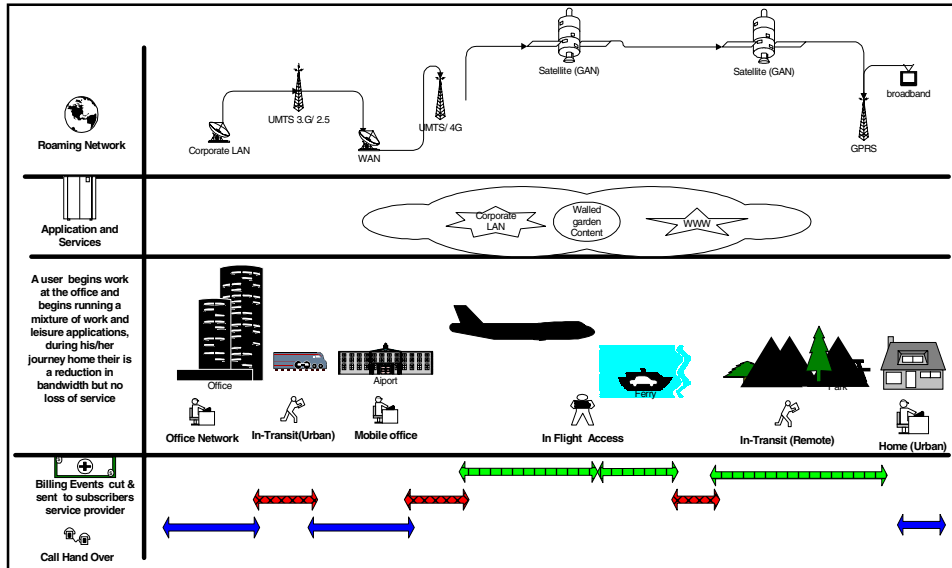 Satellite (GAN)
Satellite (GAN)
broadband
UMTS 3.G/ 2.5
UMTS/ 4G
Corporate LAN
WAN
GPRS
Roaming Network
Application and
Services
Corporate
LAN
Walled
garden
Content
WWW
A user begins work
at the office and
begins running a
mixture of work and
leisure applications,
during his/her
journey home their is
a reduction in
bandwidth but no
loss of service
Office
Aiport
Ferry
Park
Office Network
In-Transit(Urban)
Mobile office
In Flight Access
In-Transit (Remote)
Home (Urban)
Billing Events cut &
sent to subscribers
service provider
Call Hand Over